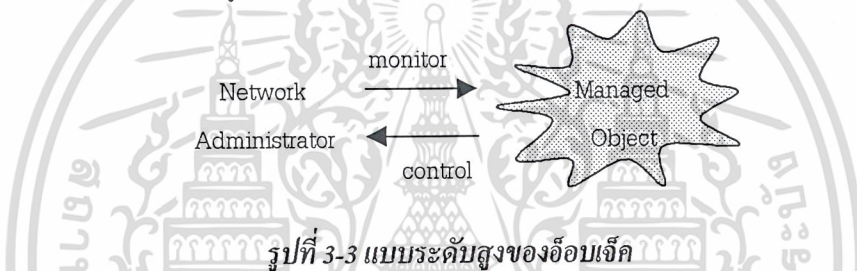 monitor
Network Managed
Administrator Object
control
รูปที่ 3-3 แบบระดับสูงของอ็อบเจ็ค